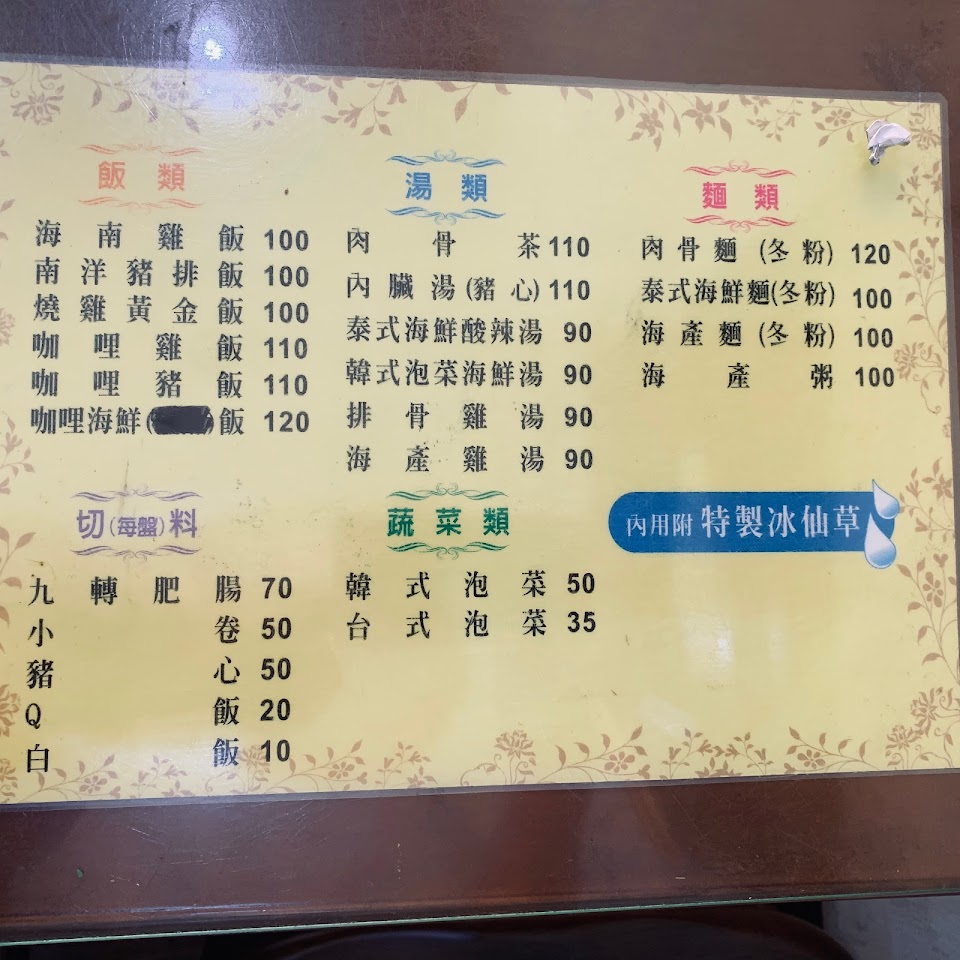 飯類
海南雞飯 100
南洋豬排飯 100
燒雞黃金飯 100
咖哩雞飯 110
咖哩豬飯 110
咖哩海鮮( )飯 120
湯類
肉骨茶 110
內臟湯(豬心) 110
泰式海鮮酸辣湯 90
韓式泡菜海鮮湯 90
排骨雞湯 90
海產雞湯 90
麵類
肉骨麵(冬粉) 120
泰式海鮮麵(冬粉) 100
海產麵(冬粉) 100
海產粥 100
切(每盤)料
九轉肥腸 70
小卷 50
豬心 50
Q飯 20
白飯 10
蔬菜類
韓式泡菜 50
台式泡菜 35
內用附 特製冰仙草